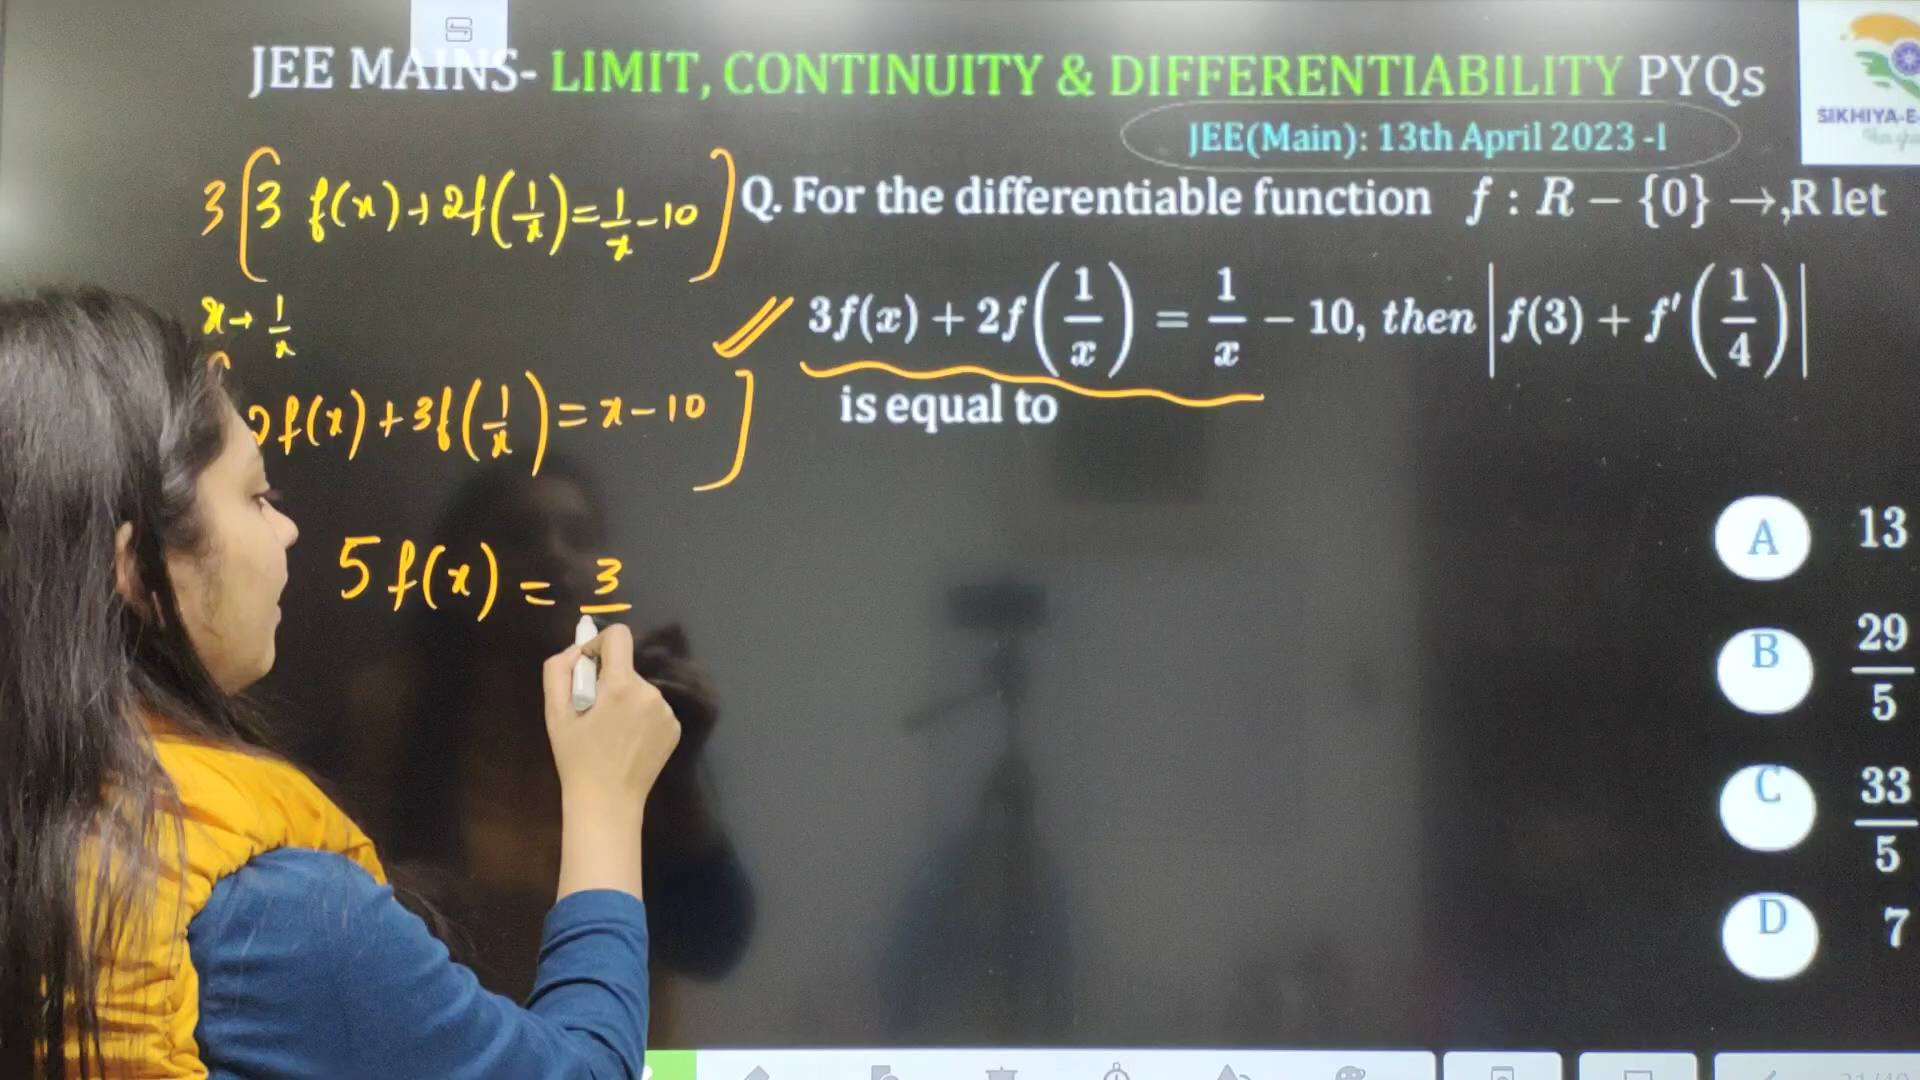 JEE MAINS- LIMIT, CONTINUITY & DIFFERENTIABILITY PYQs
JEE(Main): 13th April 2023 -I
SIKHIYA-E-
Q. For the differentiable function f : R − {0} →,R let
3f(x) + 2f(1/x) = 1/x − 10, then |f(3) + f′(1/4)|
is equal to
3[3 f(x)+2f(1/x)=1/x-10]
x→1/x
2f(x)+3f(1/x)=x-10]
5f(x) = 3
A 13
B 29/5
C 33/5
D 7